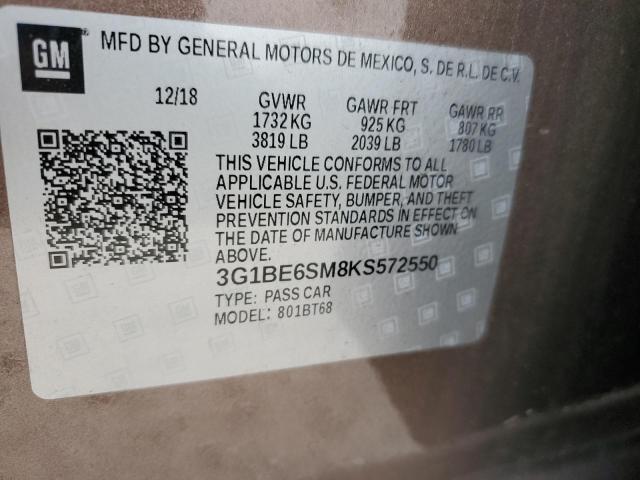 GM
MFD BY GENERAL MOTORS DE MEXICO, S. DE R.L. DE C.V.
12/18 GVWR GAWR FRT GAWR RR
1732 KG 925 KG 807 KG
3819 LB 2039 LB 1780 LB
THIS VEHICLE CONFORMS TO ALL
APPLICABLE U.S. FEDERAL MOTOR
VEHICLE SAFETY, BUMPER, AND THEFT
PREVENTION STANDARDS IN EFFECT ON
THE DATE OF MANUFACTURE SHOWN
ABOVE.
3G1BE6SM8KS572550
TYPE: PASS CAR
MODEL: 801BT68